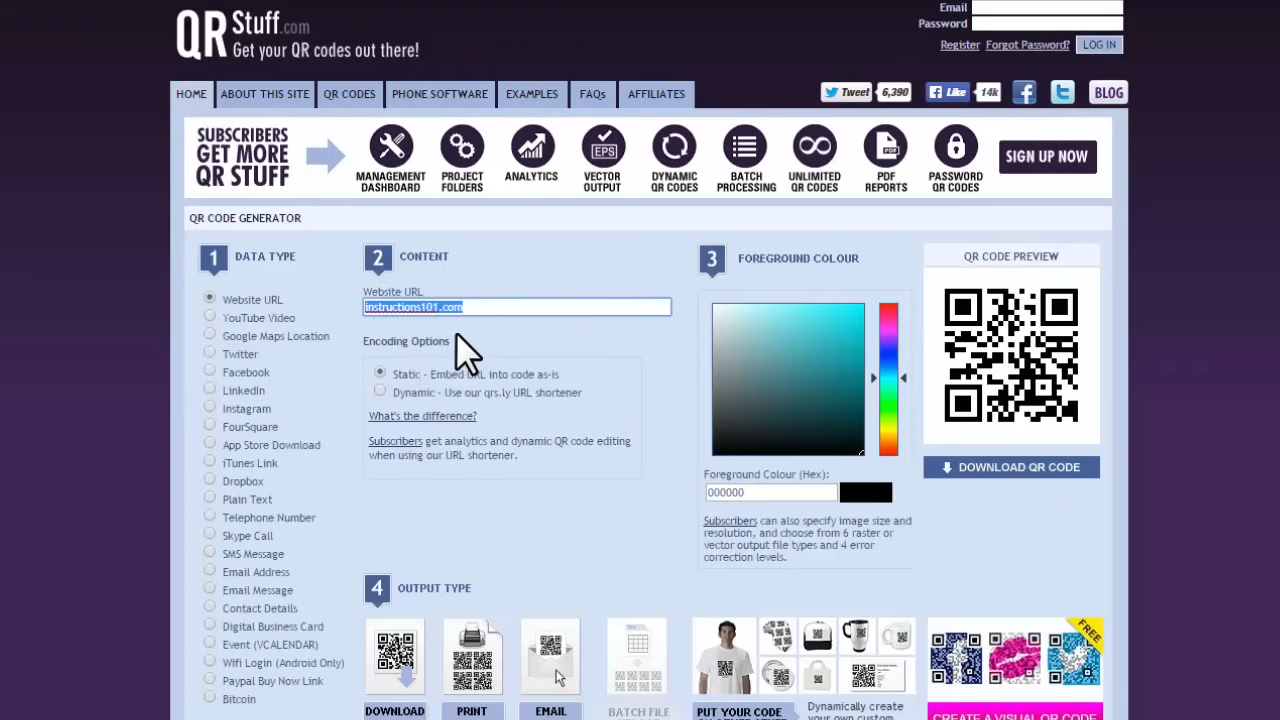 QR Stuff.com
Get your QR codes out there!
Email
Password
Register Forgot Password? LOG IN
HOME ABOUT THIS SITE QR CODES PHONE SOFTWARE EXAMPLES FAQs AFFILIATES
Tweet 6,390 Like 14k BLOG
SUBSCRIBERS
GET MORE
QR STUFF
MANAGEMENT
DASHBOARD
PROJECT
FOLDERS
ANALYTICS
EPS
VECTOR
OUTPUT
DYNAMIC
QR CODES
BATCH
PROCESSING
UNLIMITED
QR CODES
PDF
PDF
REPORTS
PASSWORD
QR CODES
SIGN UP NOW
QR CODE GENERATOR
1 DATA TYPE
Website URL
YouTube Video
Google Maps Location
Twitter
Facebook
LinkedIn
Instagram
FourSquare
App Store Download
iTunes Link
Dropbox
Plain Text
Telephone Number
Skype Call
SMS Message
Email Address
Email Message
Contact Details
Digital Business Card
Event (VCALENDAR)
Wifi Login (Android Only)
Paypal Buy Now Link
Bitcoin
2 CONTENT
Website URL
instructions101.com
Encoding Options
Static - Embed URL into code as-is
Dynamic - Use our qrs.ly URL shortener
What's the difference?
Subscribers get analytics and dynamic QR code editing
when using our URL shortener.
3 FOREGROUND COLOUR
Foreground Colour (Hex):
000000
Subscribers can also specify image size and
resolution, and choose from 6 raster or
vector output file types and 4 error
correction levels.
QR CODE PREVIEW
DOWNLOAD QR CODE
4 OUTPUT TYPE
DOWNLOAD
PRINT
EMAIL
BATCH FILE
PUT YOUR CODE
Dynamically create
your own custom
FREE
CREATE A VISUAL QR CODE